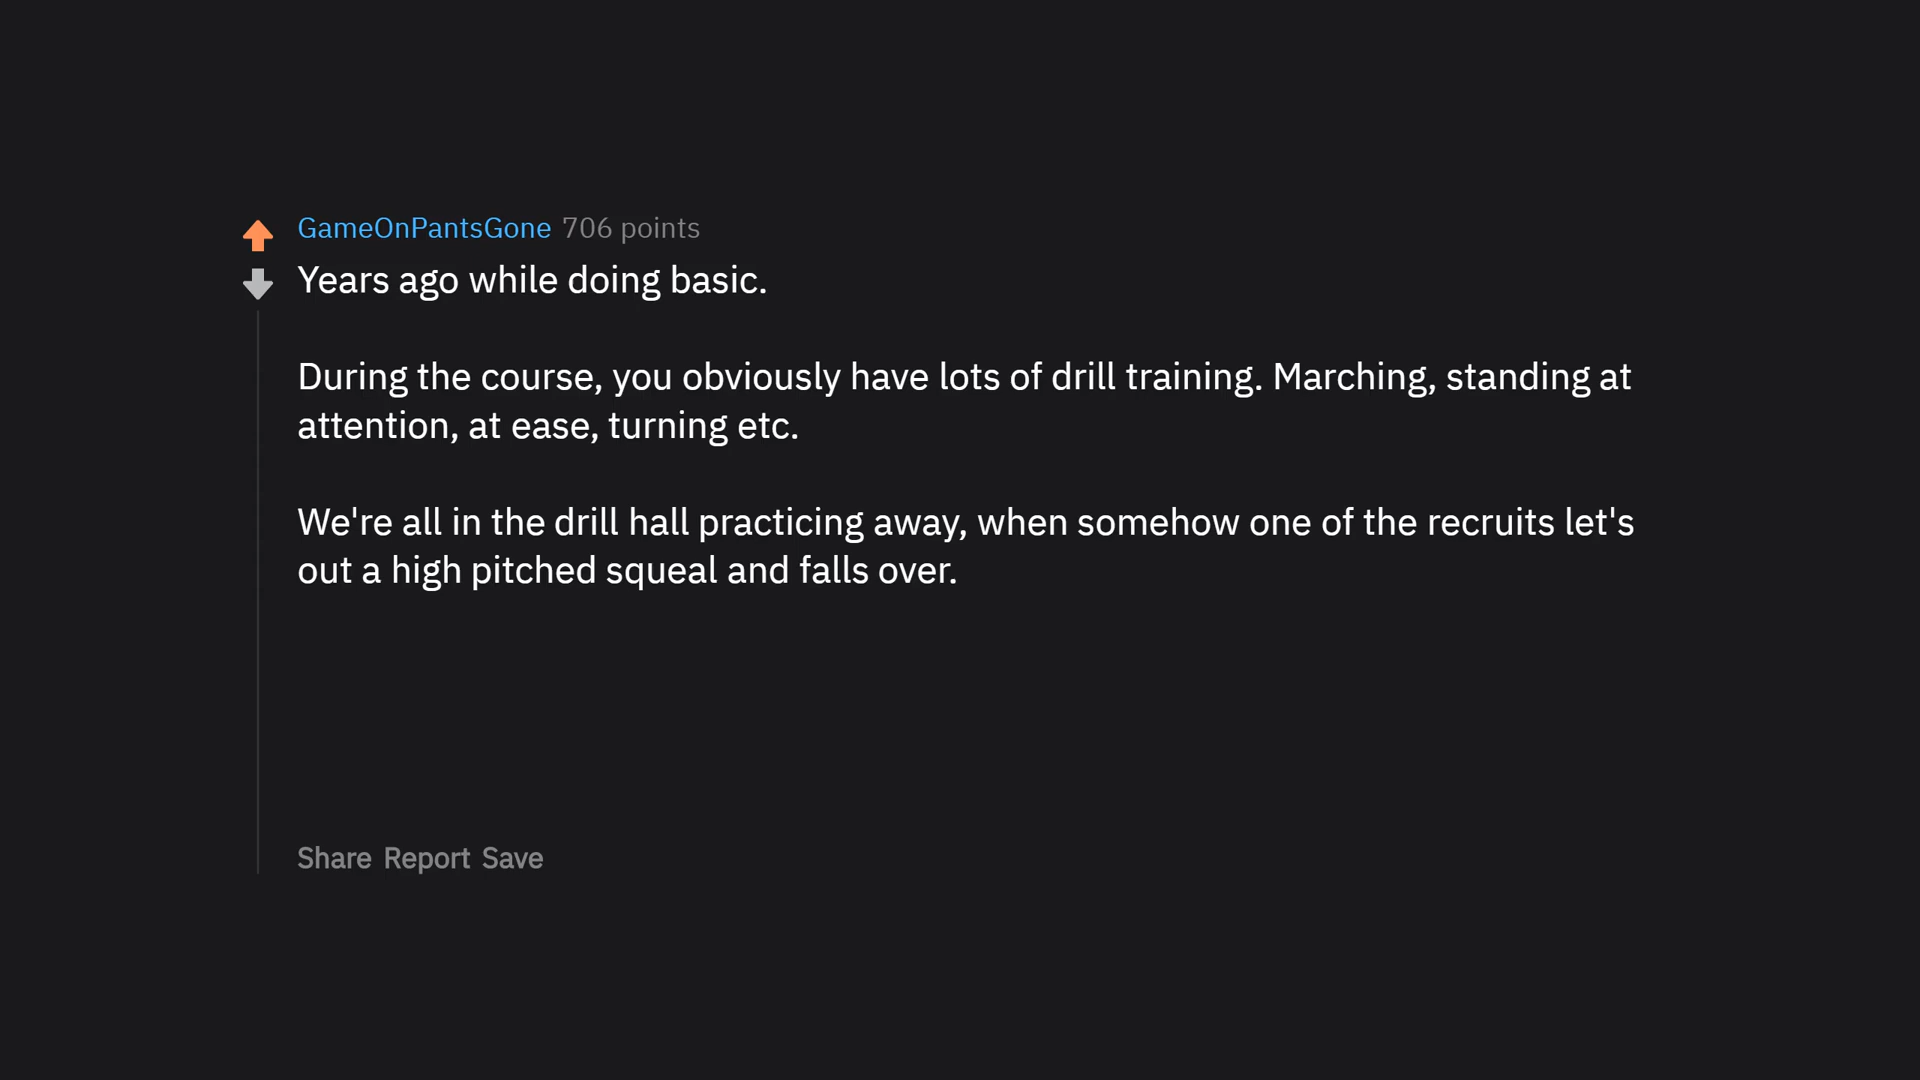 GameOnPantsGone 706 points
Years ago while doing basic.
During the course, you obviously have lots of drill training. Marching, standing at
attention, at ease, turning etc.
We're all in the drill hall practicing away, when somehow one of the recruits let's
out a high pitched squeal and falls over.
Share Report Save